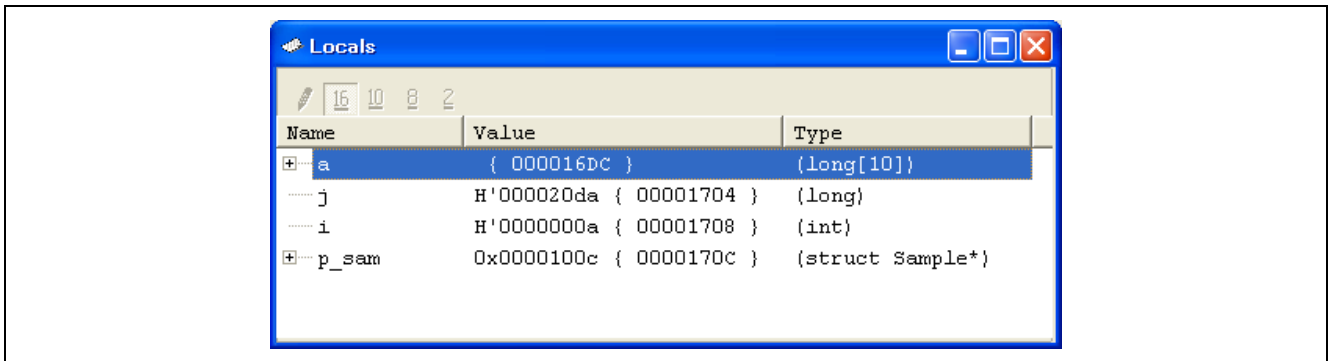 Locals
16 10 8 2
Name Value Type
a { 000016DC } (long[10])
j H'000020da { 00001704 } (long)
i H'0000000a { 00001708 } (int)
p_sam 0x0000100c { 0000170C } (struct Sample*)